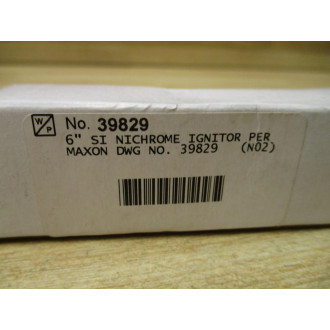 W/P No. 39829
6" SI NICHROME IGNITOR PER
MAXON DWG NO. 39829 (N02)